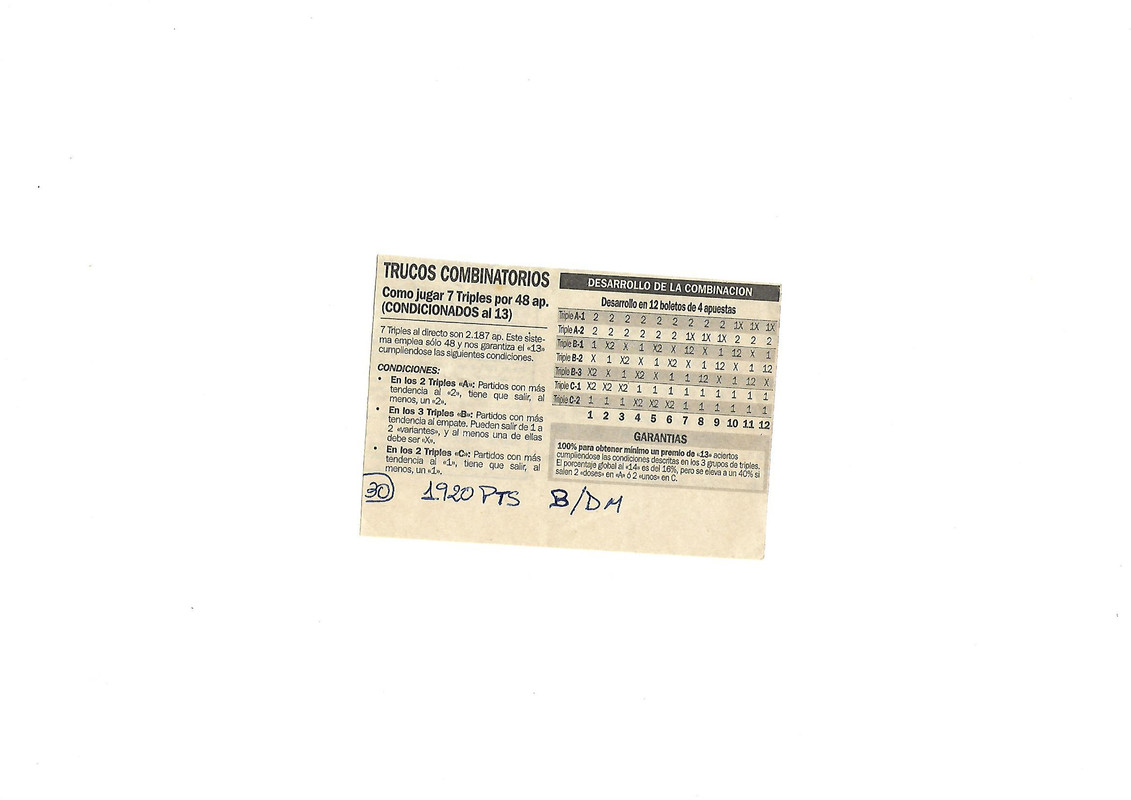 TRUCOS COMBINATORIOS
Como jugar 7 Triples por 48 ap.
(CONDICIONADOS al 13)
7 Triples al directo son 2.187 ap. Este siste-
ma emplea sólo 48 y nos garantiza el «13»
cumpliendose las siguientes condiciones.
CONDICIONES:
• En los 2 Triples «A»: Partidos con más
tendencia al «2», tiene que salir, al
menos, un «2».
• En los 3 Triples «B»: Partidos con más
tendencia al empate. Pueden salir de 1 a
2 «variantes», y al menos una de ellas
debe ser «X».
• En los 2 Triples «C»: Partidos con más
tendencia al «1», tiene que salir, al
menos, un «1».
DESARROLLO DE LA COMBINACION
Desarrollo en 12 boletos de 4 apuestas
Triple A-1 2 2 2 2 2 2 2 2 2 1X 1X 1X
Triple A-2 2 2 2 2 2 2 1X 1X 1X 2 2 2
Triple B-1 1 X2 X 1 X2 X 12 X 1 12 X 1
Triple B-2 X 1 X2 X 1 X2 X 1 12 X 1 12
Triple B-3 X2 X 1 X2 X 1 1 12 X 1 12 X
Triple C-1 X2 X2 X2 1 1 1 1 1 1 1 1 1
Triple C-2 1 1 1 X2 X2 X2 1 1 1 1 1 1
1 2 3 4 5 6 7 8 9 10 11 12
GARANTIAS
100% para obtener mínimo un premio de «13» aciertos
cumpliendose las condiciones descritas en los 3 grupos de triples.
El porcentaje global al «14» es del 16%, pero se eleva a un 40% si
salen 2 «doses» en «A» ó 2 «unos» en C.
30 1.920 PTS B/DM